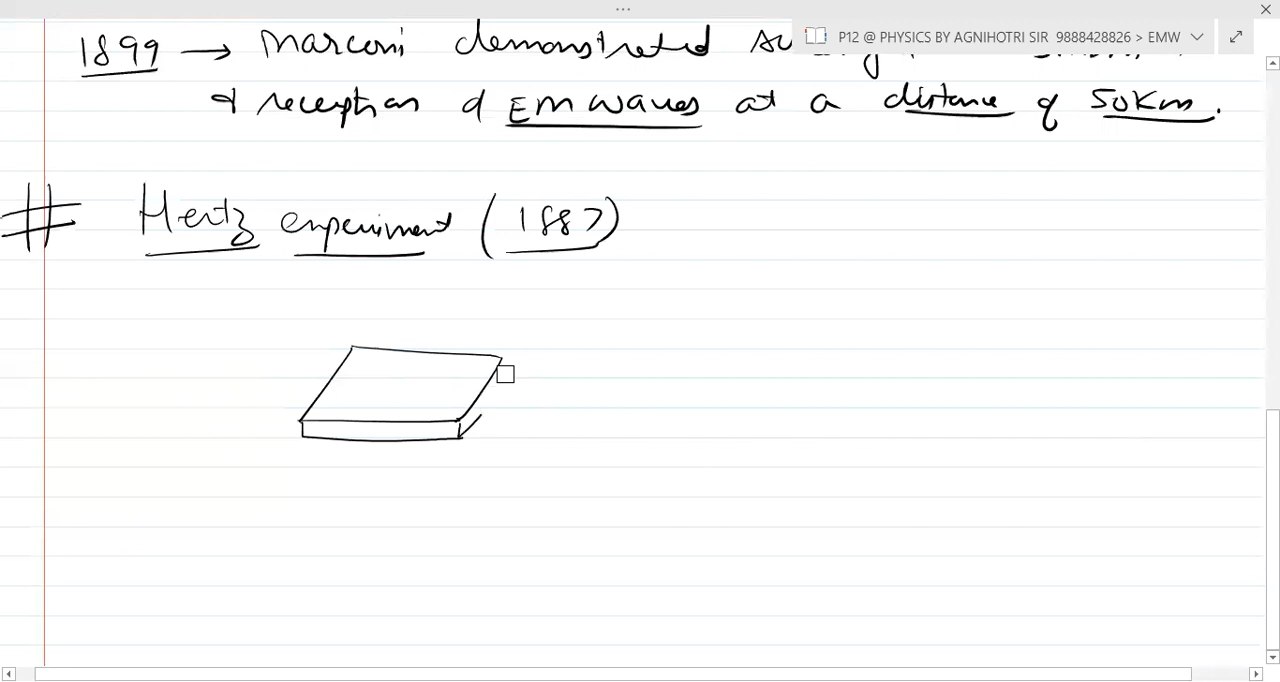 P12 @ PHYSICS BY AGNIHOTRI SIR 9888428826 > EMW
1899 → Marconi demonstrated
& reception of EM waves at a distance of 50Km.
# Hertz experiment (1887)